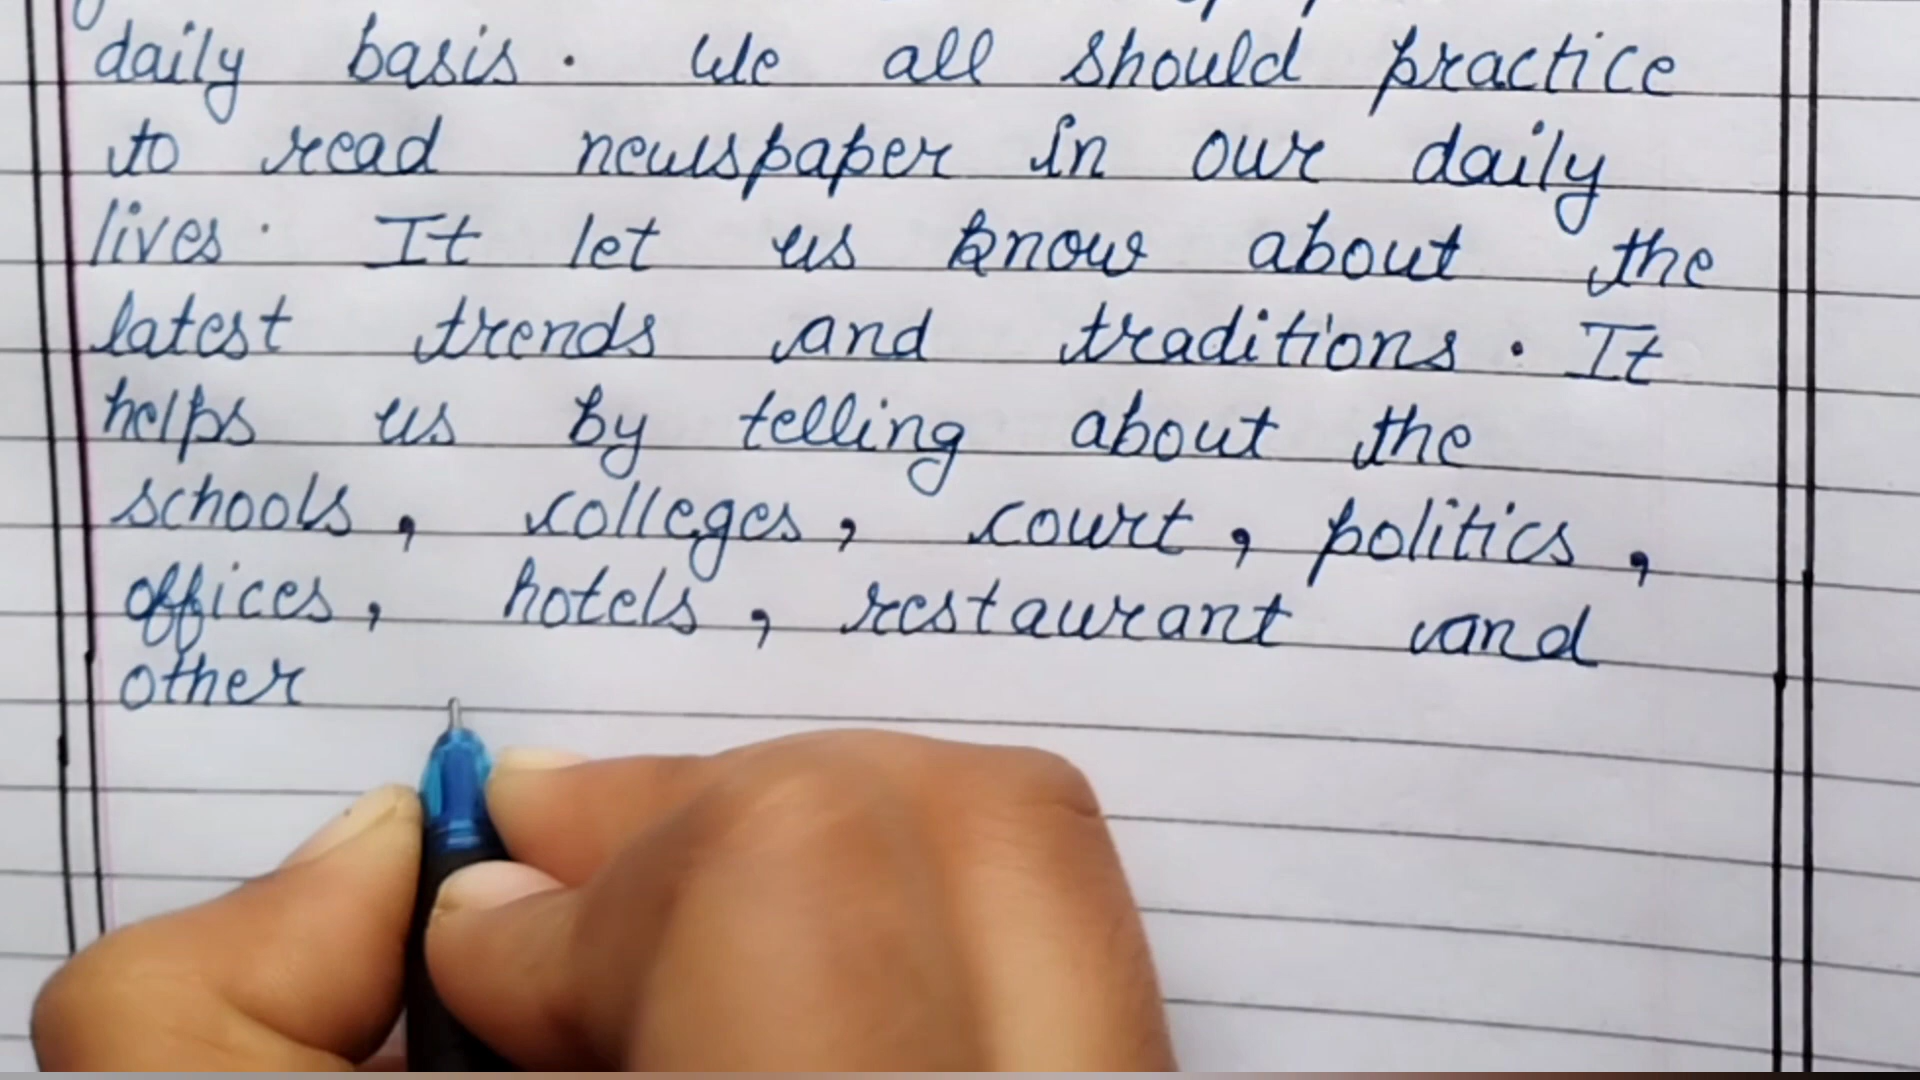 daily basis. We all should practice
to read newspaper in our daily
lives. It let us know about the
latest trends and traditions. It
helps us by telling about the
schools, colleges, court, politics,
offices, hotels, restaurant and
other